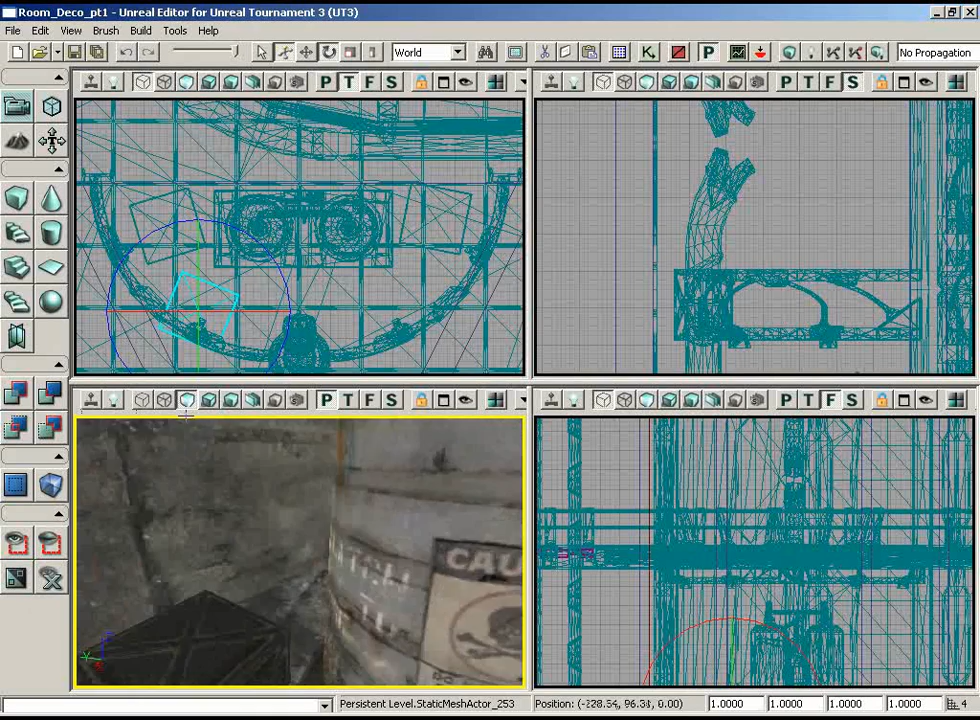 Room_Deco_pt1 - Unreal Editor for Unreal Tournament 3 (UT3)
File Edit View Brush Build Tools Help
World
No Propagation
P T F S
P T F S
P T F S
P T F S
CAU
Persistent Level.StaticMeshActor_253
Position: (-228.54, 96.38, 0.00)
1.0000
1.0000
1.0000
1.0000
4